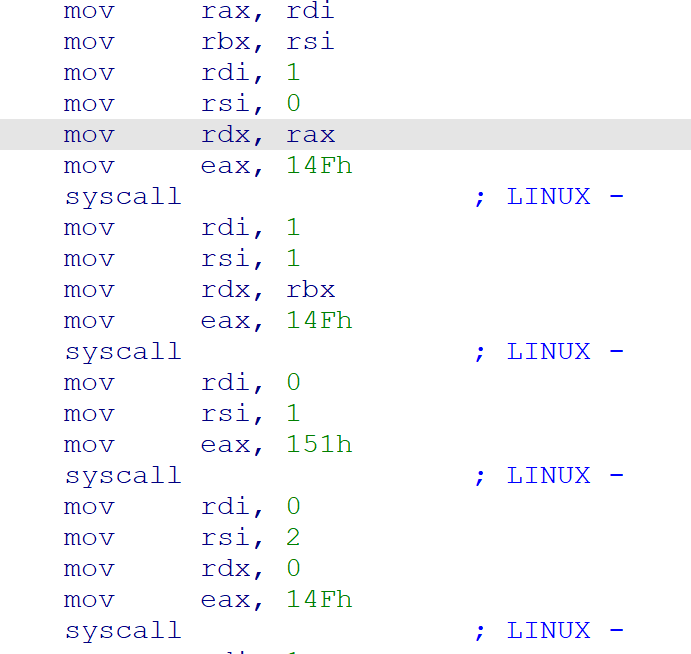 mov rax, rdi
mov rbx, rsi
mov rdi, 1
mov rsi, 0
mov rdx, rax
mov eax, 14Fh
syscall ; LINUX -
mov rdi, 1
mov rsi, 1
mov rdx, rbx
mov eax, 14Fh
syscall ; LINUX -
mov rdi, 0
mov rsi, 1
mov eax, 151h
syscall ; LINUX -
mov rdi, 0
mov rsi, 2
mov rdx, 0
mov eax, 14Fh
syscall ; LINUX -